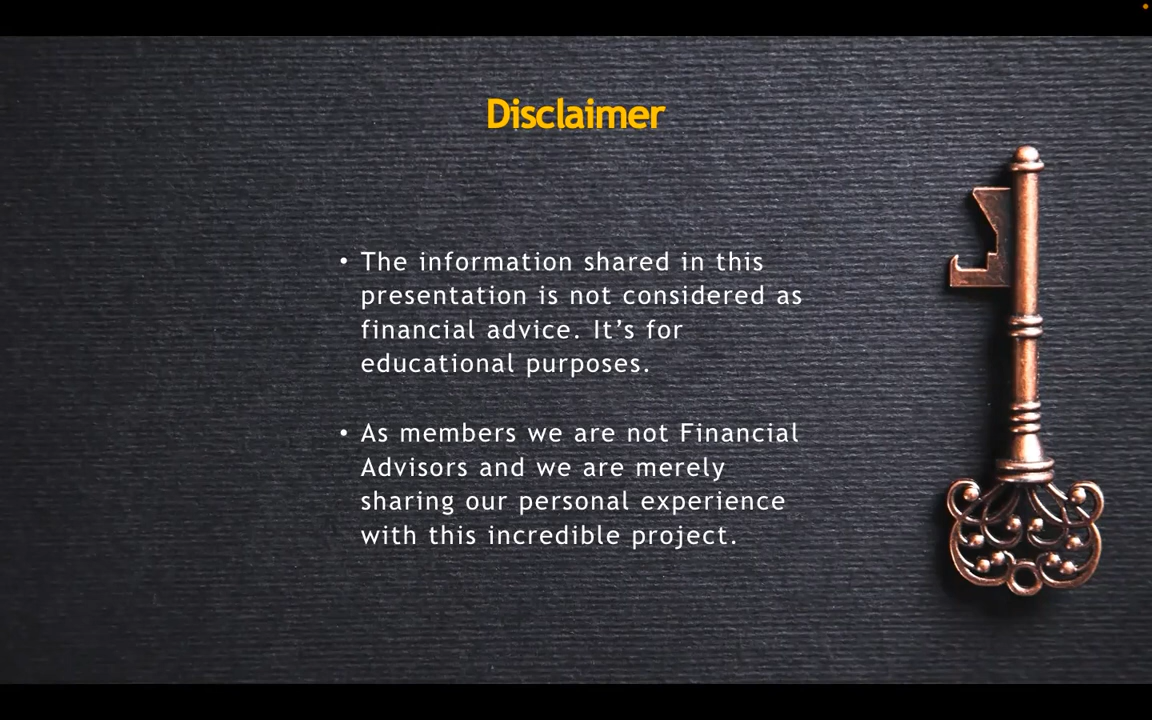 Disclaimer
• The information shared in this
presentation is not considered as
financial advice. It’s for
educational purposes.
• As members we are not Financial
Advisors and we are merely
sharing our personal experience
with this incredible project.